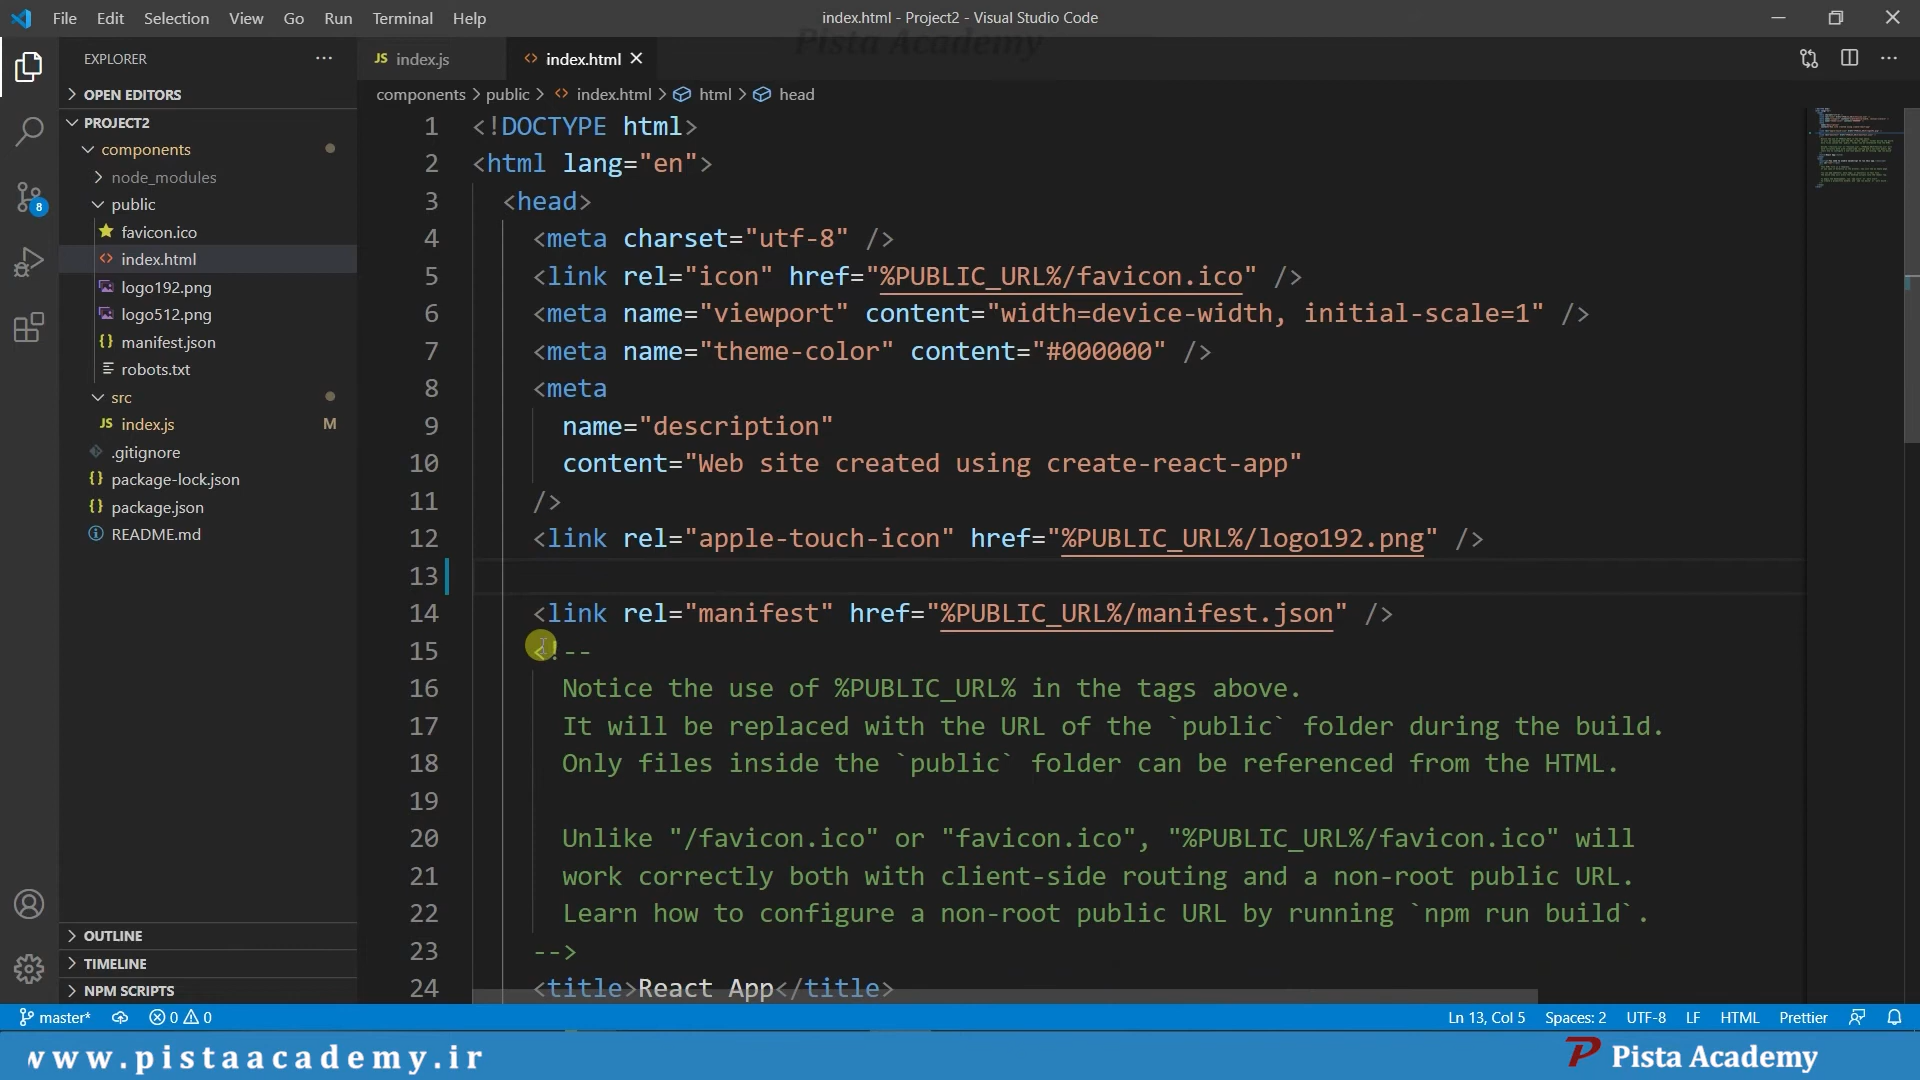 File Edit Selection View Go Run Terminal Help
index.html - Project2 - Visual Studio Code
Pista Academy
EXPLORER
OPEN EDITORS
PROJECT2
components
node_modules
public
favicon.ico
index.html
logo192.png
logo512.png
manifest.json
robots.txt
src
JS index.js M
.gitignore
package-lock.json
package.json
README.md
OUTLINE
TIMELINE
NPM SCRIPTS
8
JS index.js
index.html
components > public > index.html > html > head
1 <!DOCTYPE html>
2 <html lang="en">
3 <head>
4 <meta charset="utf-8" />
5 <link rel="icon" href="%PUBLIC_URL%/favicon.ico" />
6 <meta name="viewport" content="width=device-width, initial-scale=1" />
7 <meta name="theme-color" content="#000000" />
8 <meta
9 name="description"
10 content="Web site created using create-react-app"
11 />
12 <link rel="apple-touch-icon" href="%PUBLIC_URL%/logo192.png" />
13
14 <link rel="manifest" href="%PUBLIC_URL%/manifest.json" />
15 <!--
16 Notice the use of %PUBLIC_URL% in the tags above.
17 It will be replaced with the URL of the `public` folder during the build.
18 Only files inside the `public` folder can be referenced from the HTML.
19
20 Unlike "/favicon.ico" or "favicon.ico", "%PUBLIC_URL%/favicon.ico" will
21 work correctly both with client-side routing and a non-root public URL.
22 Learn how to configure a non-root public URL by running `npm run build`.
23 -->
24 <title>React App</title>
master* 0 0
Ln 13, Col 5 Spaces: 2 UTF-8 LF HTML Prettier
www.pistaacademy.ir
Pista Academy